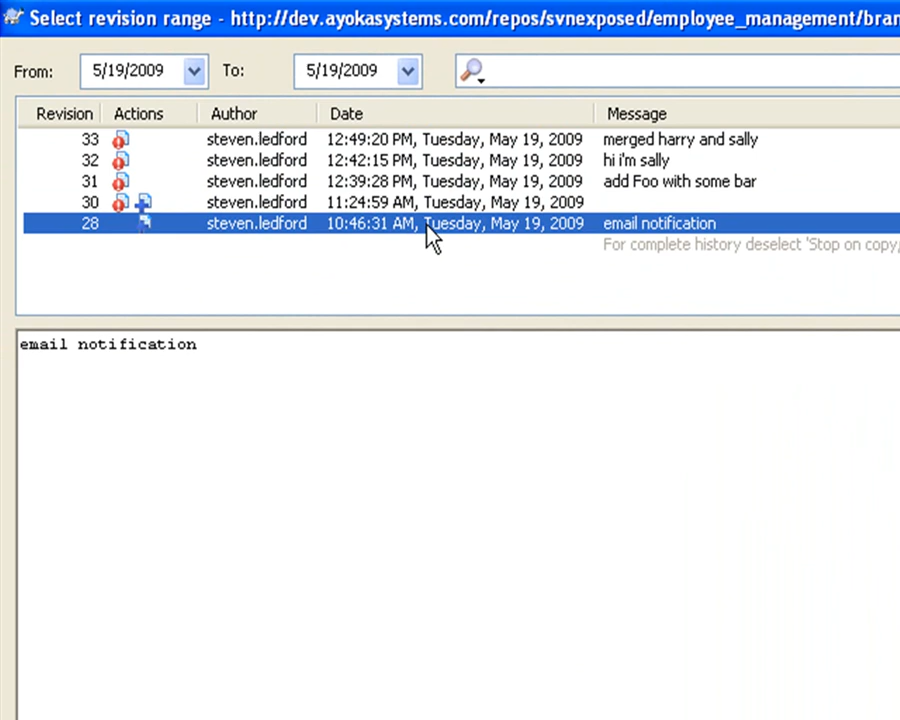 Select revision range - http://dev.ayokasystems.com/repos/svnexposed/employee_management/bran
From: 5/19/2009 To: 5/19/2009
Revision Actions Author Date Message
33 steven.ledford 12:49:20 PM, Tuesday, May 19, 2009 merged harry and sally
32 steven.ledford 12:42:15 PM, Tuesday, May 19, 2009 hi i'm sally
31 steven.ledford 12:39:28 PM, Tuesday, May 19, 2009 add Foo with some bar
30 steven.ledford 11:24:59 AM, Tuesday, May 19, 2009
28 steven.ledford 10:46:31 AM, Tuesday, May 19, 2009 email notification
For complete history deselect 'Stop on copy/
email notification